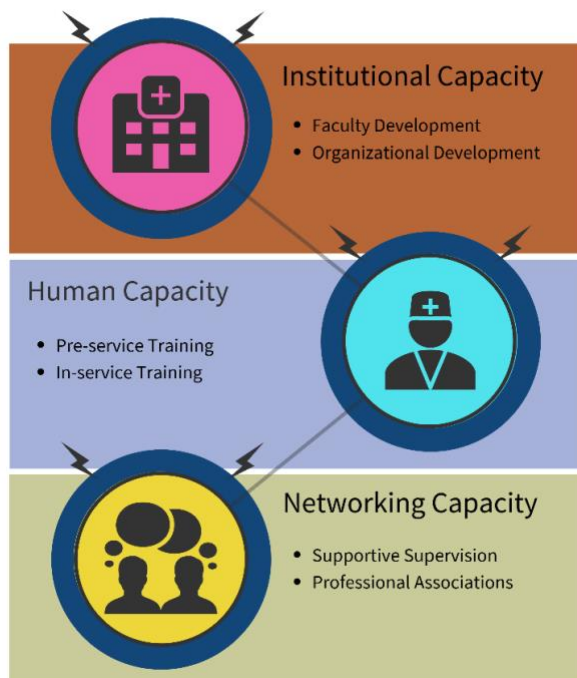 Institutional Capacity
• Faculty Development
• Organizational Development
Human Capacity
• Pre-service Training
• In-service Training
Networking Capacity
• Supportive Supervision
• Professional Associations